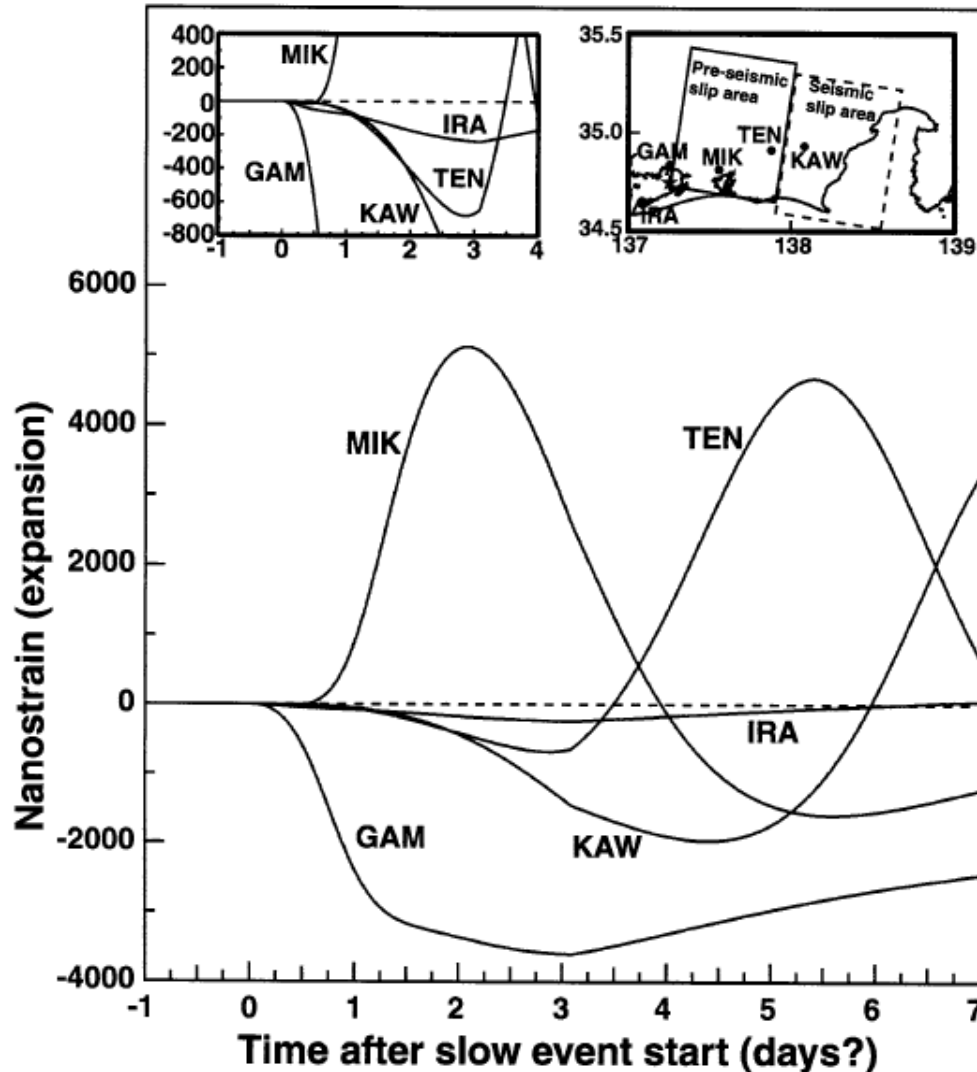 400
200
0
-200
-400
-600
-800
-1
0
1
2
3
4
MIK
IRA
GAM
TEN
KAW
35.5
35.0
34.5
137
138
139
Pre-seismic
slip area
Seismic
slip area
TEN
GAM
MIK
KAW
IRA
6000
4000
2000
0
-2000
-4000
Nanostrain (expansion)
MIK
TEN
IRA
GAM
KAW
-1
0
1
2
3
4
5
6
7
Time after slow event start (days?)